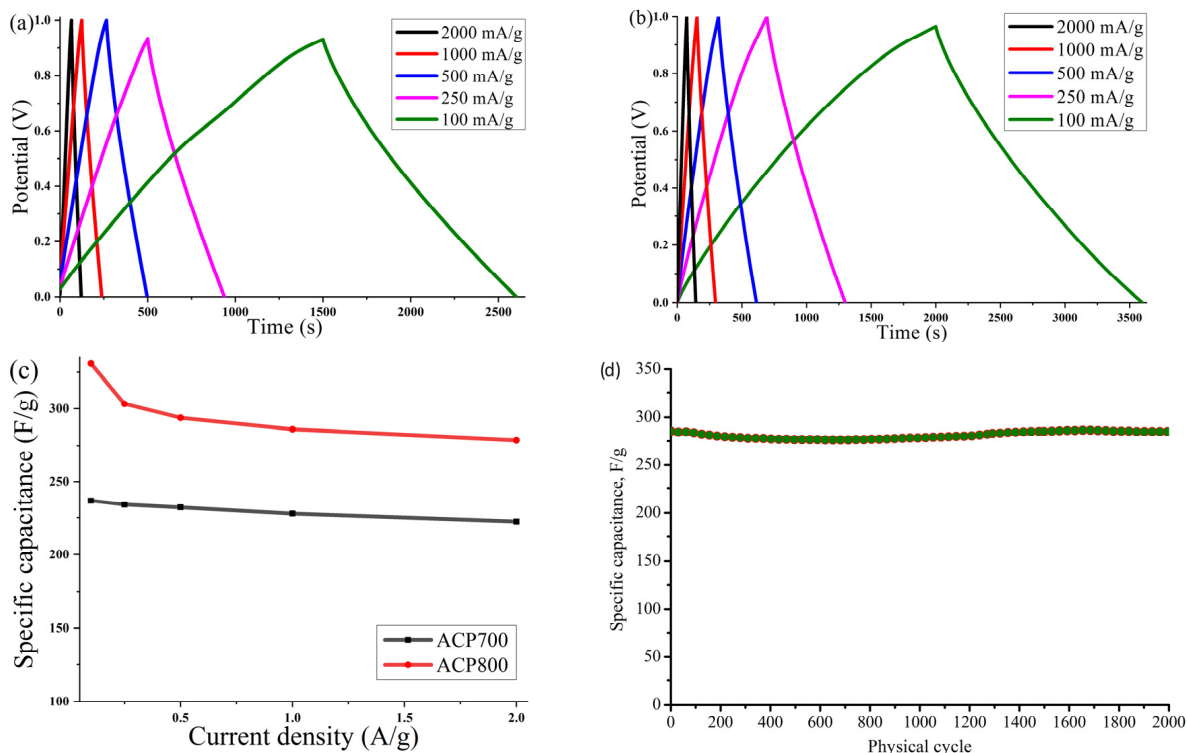 (a)
2000 mA/g
1000 mA/g
500 mA/g
250 mA/g
100 mA/g
Potential (V)
1.0
0.8
0.6
0.4
0.2
0.0
0 500 1000 1500 2000 2500
Time (s)
(b)
2000 mA/g
1000 mA/g
500 mA/g
250 mA/g
100 mA/g
Potential (V)
1.0
0.8
0.6
0.4
0.2
0.0
0 500 1000 1500 2000 2500 3000 3500
Time (s)
(c)
Specific capacitance (F/g)
300
250
200
150
100
ACP700
ACP800
0.5 1.0 1.5 2.0
Current density (A/g)
(d)
Specific capacitance, F/g
350
300
250
200
150
100
50
0
0 200 400 600 800 1000 1200 1400 1600 1800 2000
Physical cycle